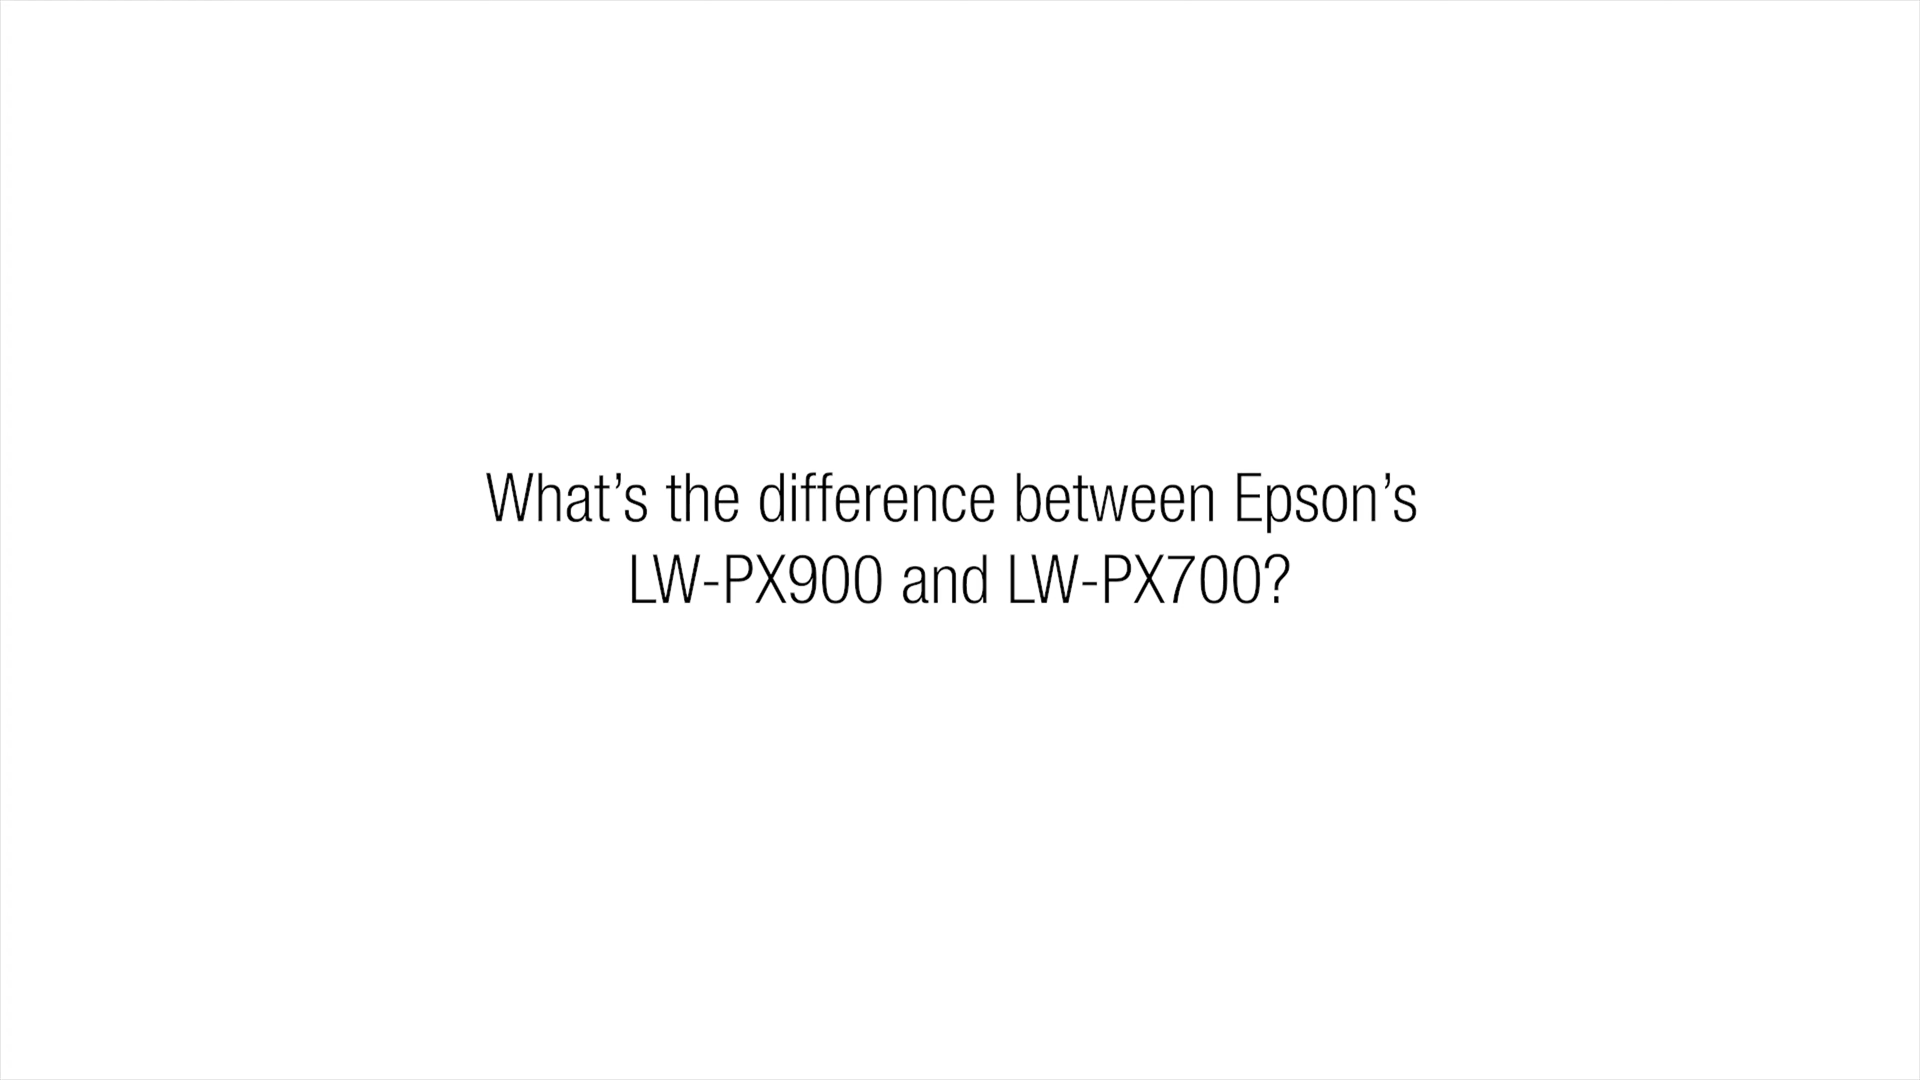 What’s the difference between Epson’s
LW-PX900 and LW-PX700?